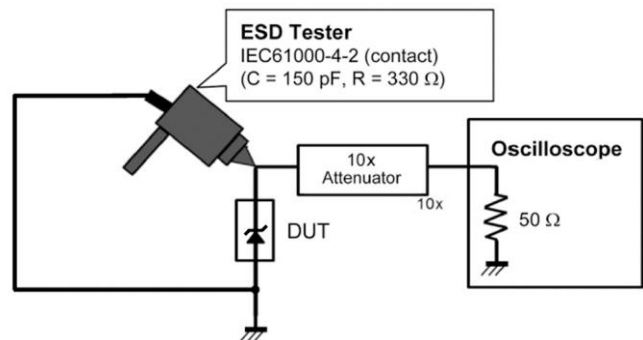 ESD Tester
IEC61000-4-2 (contact)
(C = 150 pF, R = 330 Ω)
Oscilloscope
10x
Attenuator
10x
50 Ω
DUT